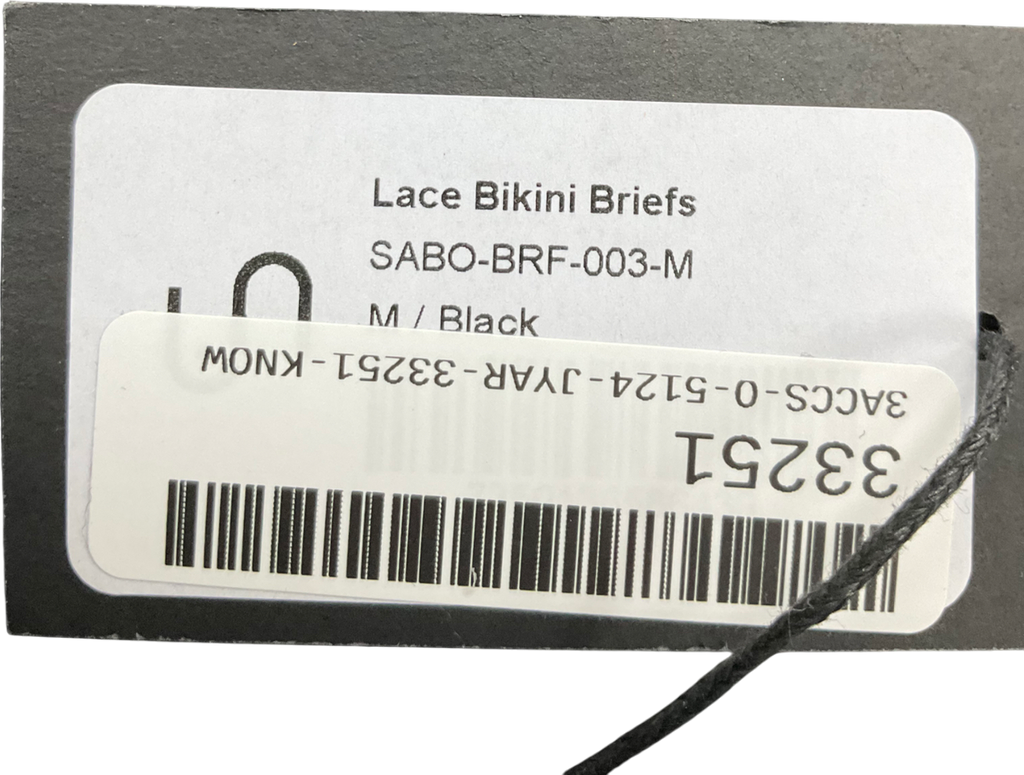 Lace Bikini Briefs
SABO-BRF-003-M
M / Black
3ACCS-0-5124-JYAR-33251-KNOW
33251